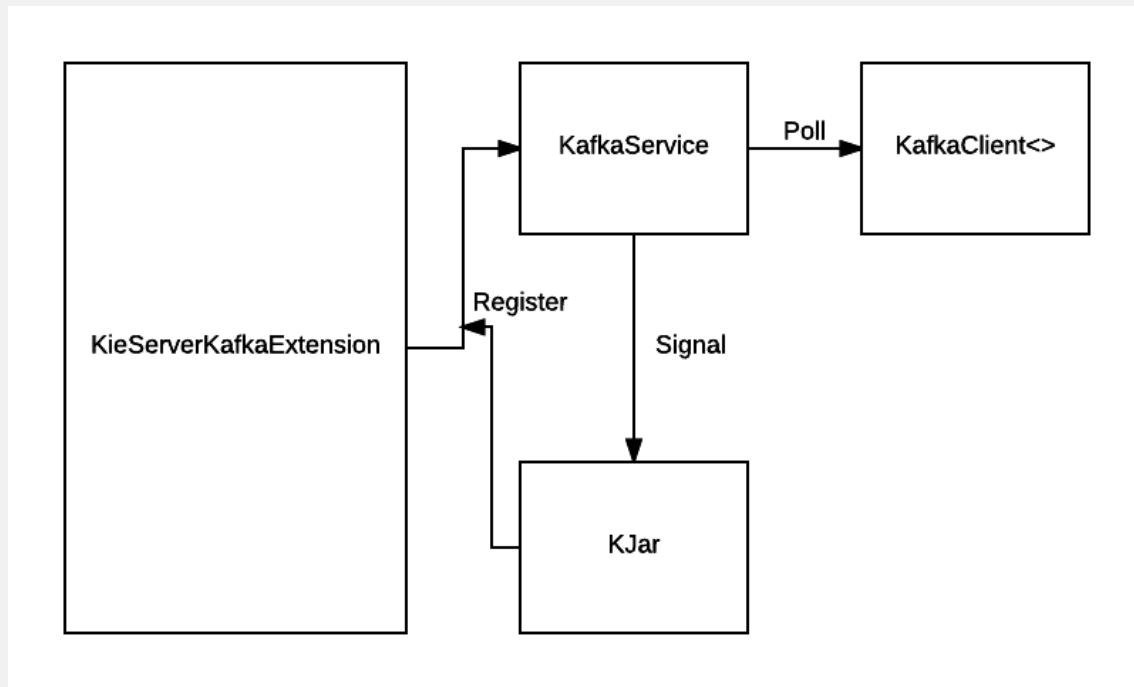 KafkaService
Poll
KafkaClient<>
Register
KieServerKafkaExtension
Signal
KJar